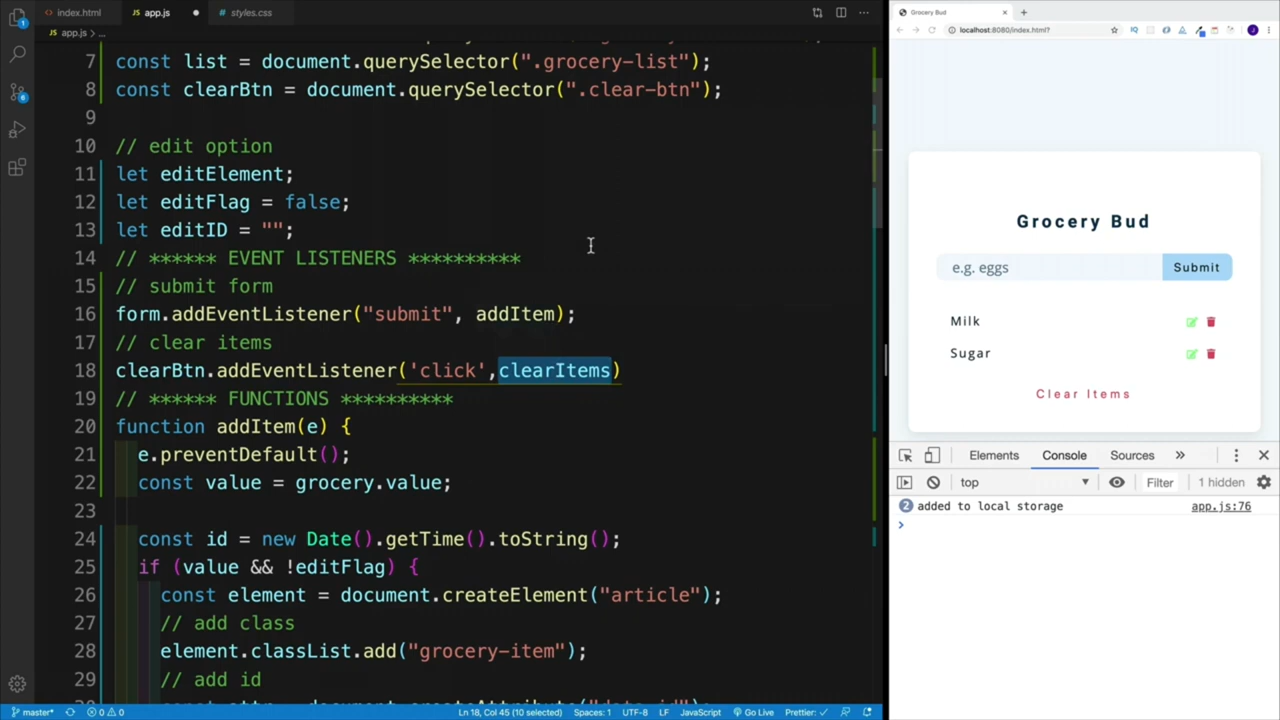 index.html
app.js
styles.css
app.js > ...
7 const list = document.querySelector(".grocery-list");
8 const clearBtn = document.querySelector(".clear-btn");
9
10 // edit option
11 let editElement;
12 let editFlag = false;
13 let editID = "";
14 // ****** EVENT LISTENERS **********
15 // submit form
16 form.addEventListener("submit", addItem);
17 // clear items
18 clearBtn.addEventListener('click',clearItems)
19 // ****** FUNCTIONS **********
20 function addItem(e) {
21 e.preventDefault();
22 const value = grocery.value;
23
24 const id = new Date().getTime().toString();
25 if (value && !editFlag) {
26 const element = document.createElement("article");
27 // add class
28 element.classList.add("grocery-item");
29 // add id
1
6
master*
0 0
Ln 18, Col 45 (10 selected)
Spaces: 1
UTF-8
LF
JavaScript
Go Live
Prettier: ✓
Grocery Bud
localhost:8080/index.html?
J
Grocery Bud
e.g. eggs
Submit
Milk
Sugar
Clear Items
Elements
Console
Sources
top
Filter
1 hidden
2 added to local storage
app.js:76